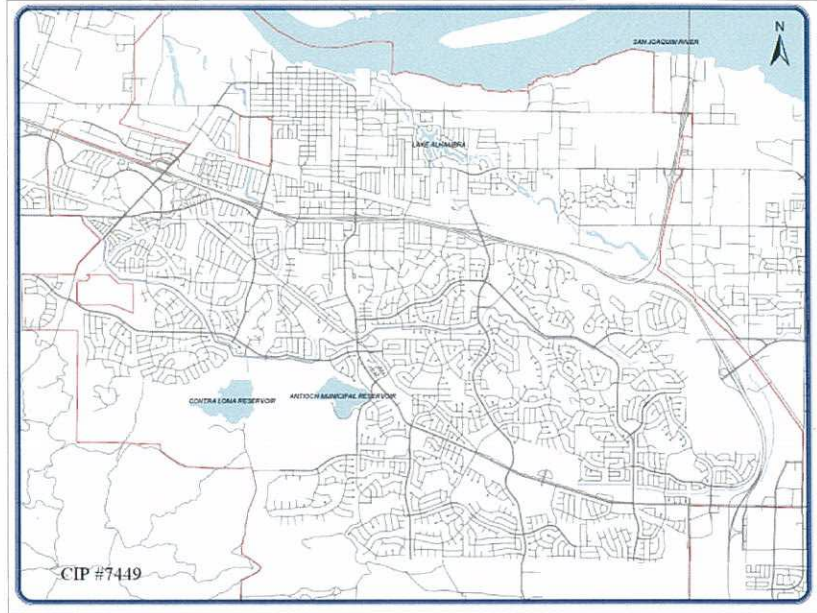 N
SAN JOAQUIN RIVER
LAKE ALHAMBRA
CONTRA LOMA RESERVOIR
ANTIOCH MUNICIPAL RESERVOIR
CIP #7449